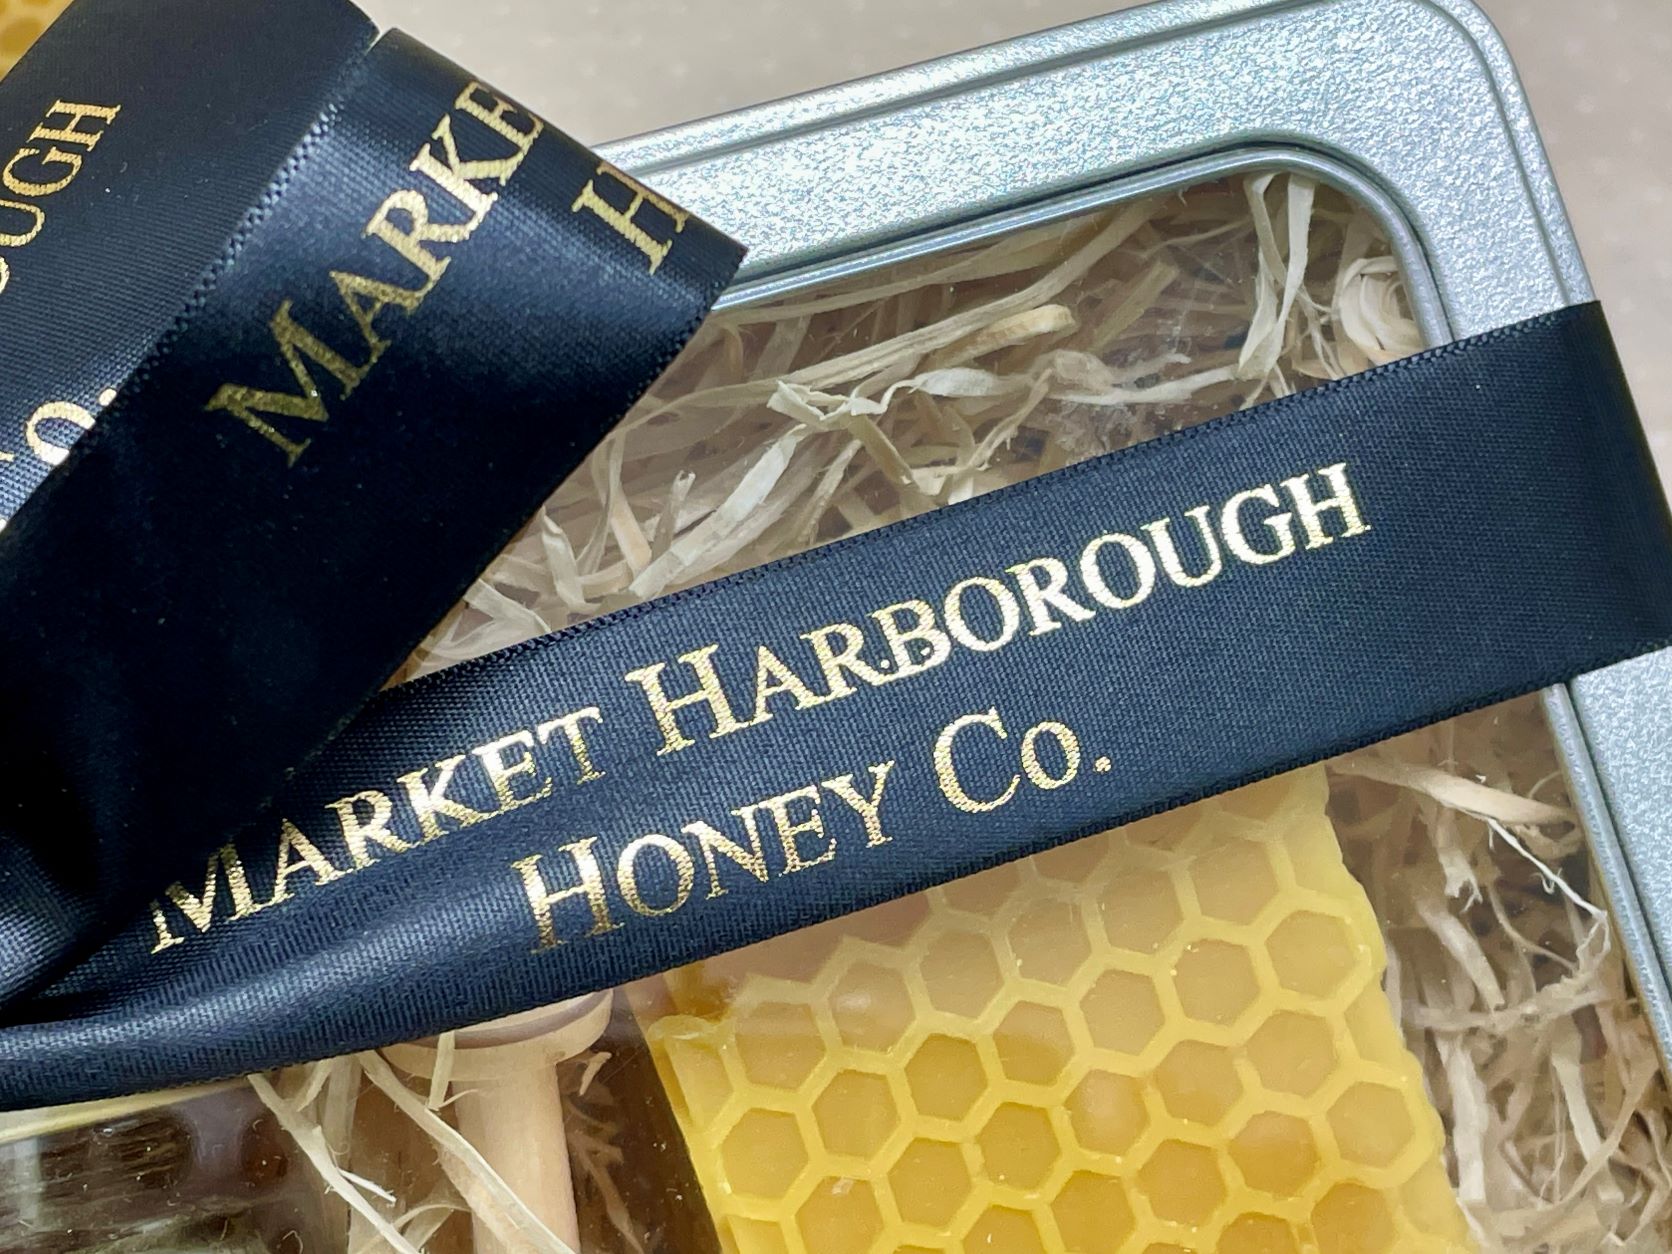 OUGH
O.
MARKE
H
MARKET HARBOROUGH
HONEY CO.